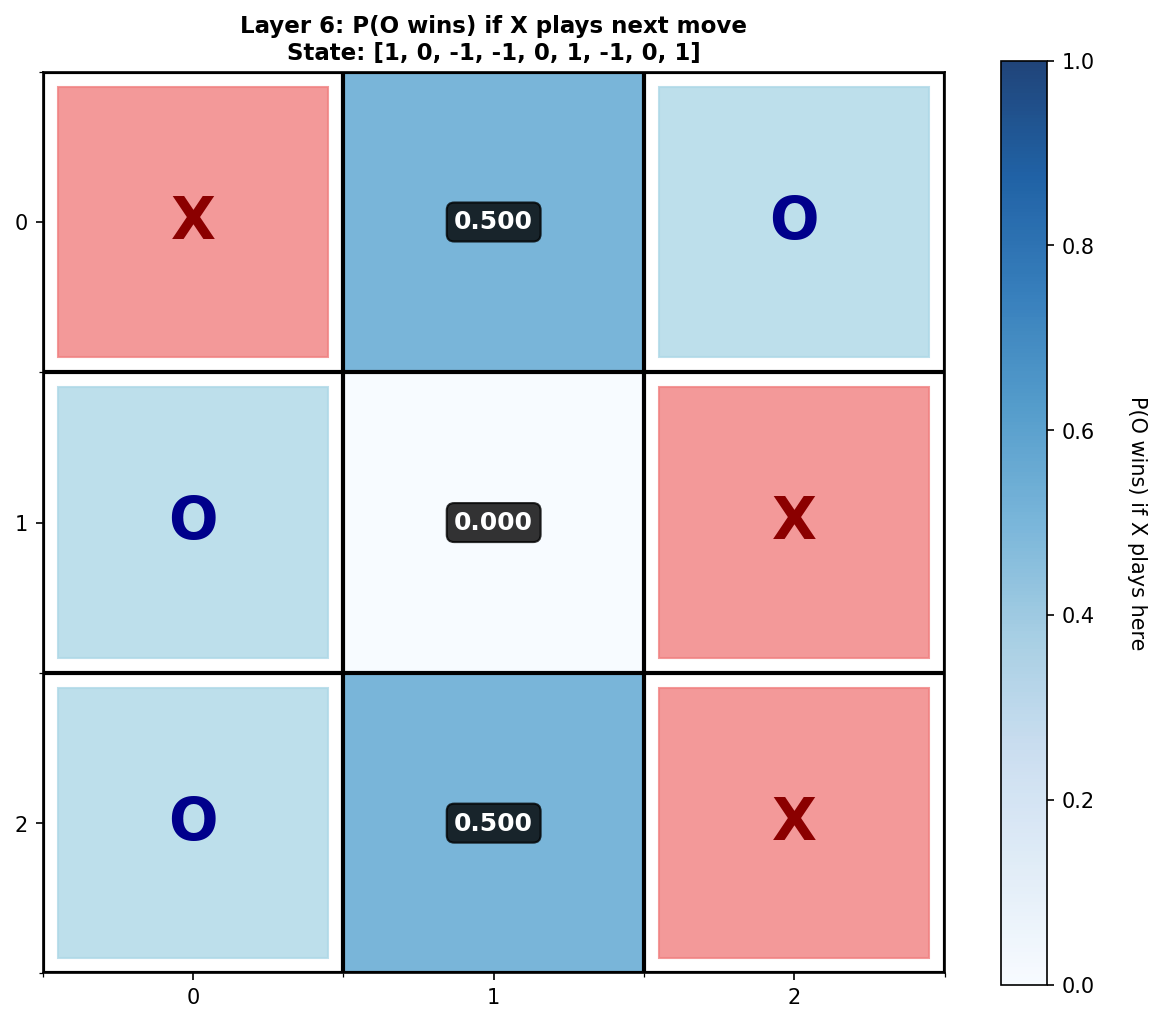 Layer 6: P(O wins) if X plays next move
State: [1, 0, -1, -1, 0, 1, -1, 0, 1]
0
X
0.500
O
1
O
0.000
X
2
O
0.500
X
0
1
2
1.0
0.8
0.6
0.4
0.2
0.0
P(O wins) if X plays here